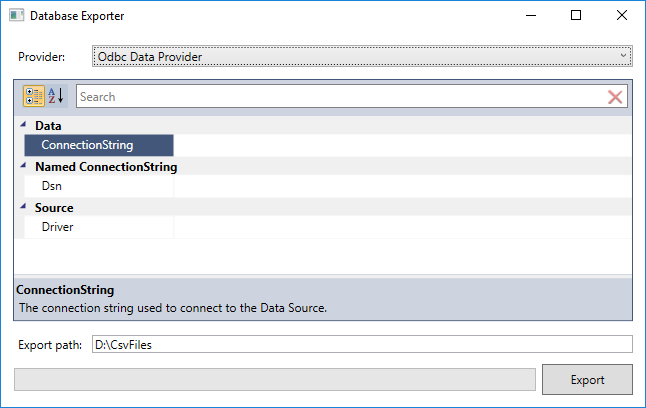 Database Exporter
Provider:
Odbc Data Provider
A
Z
Search
Data
ConnectionString
Named ConnectionString
Dsn
Source
Driver
ConnectionString
The connection string used to connect to the Data Source.
Export path:
D:\CsvFiles
Export